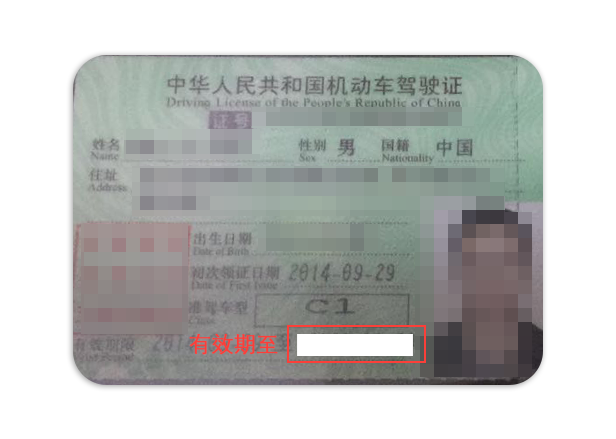 中华人民共和国机动车驾驶证
Driving License of the People's Republic of China
证号
姓名
Name
性别 男
Sex
国籍 中国
Nationality
住址
Address
出生日期
Date of Birth
初次领证日期 2014-09-29
Date of First Issue
准驾车型 C1
Class
有效期限
有效期至